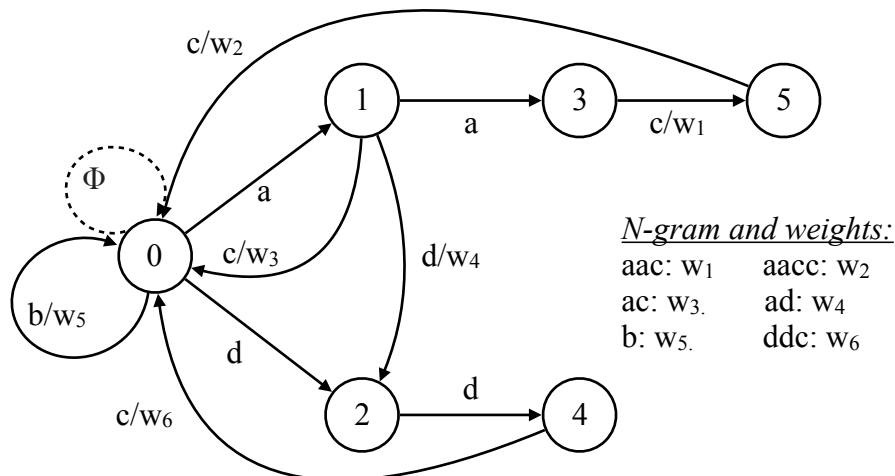 c/w2
1
a
3
c/w1
5
Φ
a
0
c/w3
d/w4
b/w5
d
2
d
4
c/w6
N-gram and weights:
aac: w1 aacc: w2
ac: w3. ad: w4
b: w5. ddc: w6